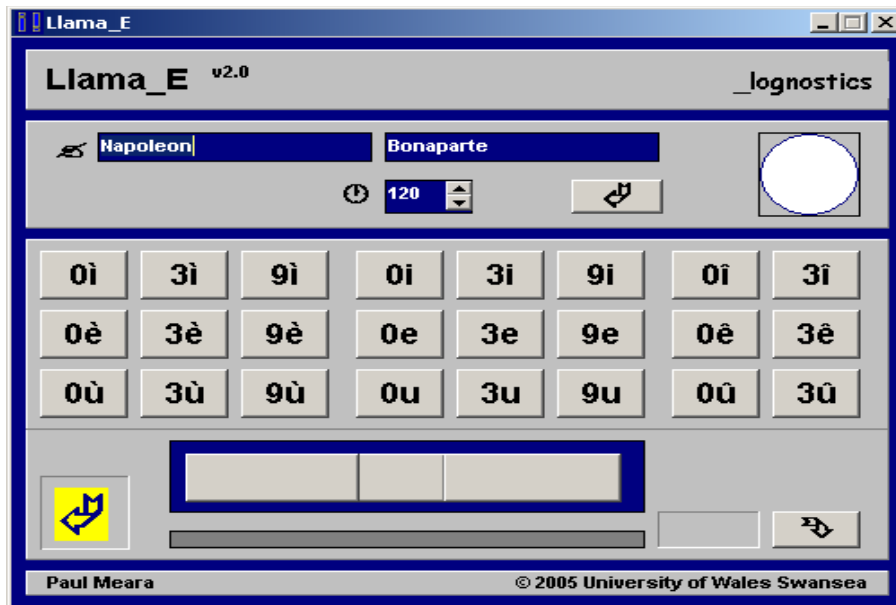 Llama_E
Llama_E v2.0 _lognostics
Napoleon Bonaparte
120
0ì 3ì 9ì 0i 3i 9i 0î 3î
0è 3è 9è 0e 3e 9e 0ê 3ê
0ù 3ù 9ù 0u 3u 9u 0û 3û
Paul Meara © 2005 University of Wales Swansea